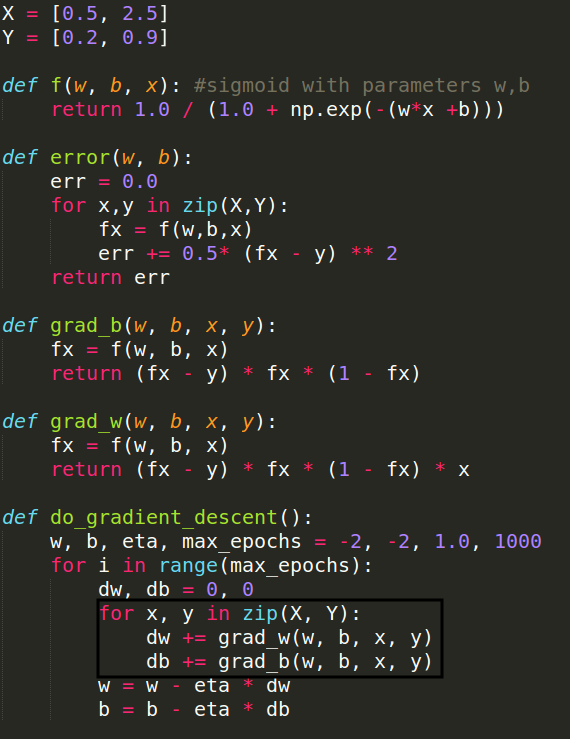 X = [0.5, 2.5]
Y = [0.2, 0.9]

def f(w, b, x): #sigmoid with parameters w,b
    return 1.0 / (1.0 + np.exp(-(w*x +b)))

def error(w, b):
    err = 0.0
    for x,y in zip(X,Y):
        fx = f(w,b,x)
        err += 0.5* (fx - y) ** 2
    return err

def grad_b(w, b, x, y):
    fx = f(w, b, x)
    return (fx - y) * fx * (1 - fx)

def grad_w(w, b, x, y):
    fx = f(w, b, x)
    return (fx - y) * fx * (1 - fx) * x

def do_gradient_descent():
    w, b, eta, max_epochs = -2, -2, 1.0, 1000
    for i in range(max_epochs):
        dw, db = 0, 0
        for x, y in zip(X, Y):
            dw += grad_w(w, b, x, y)
            db += grad_b(w, b, x, y)
        w = w - eta * dw
        b = b - eta * db